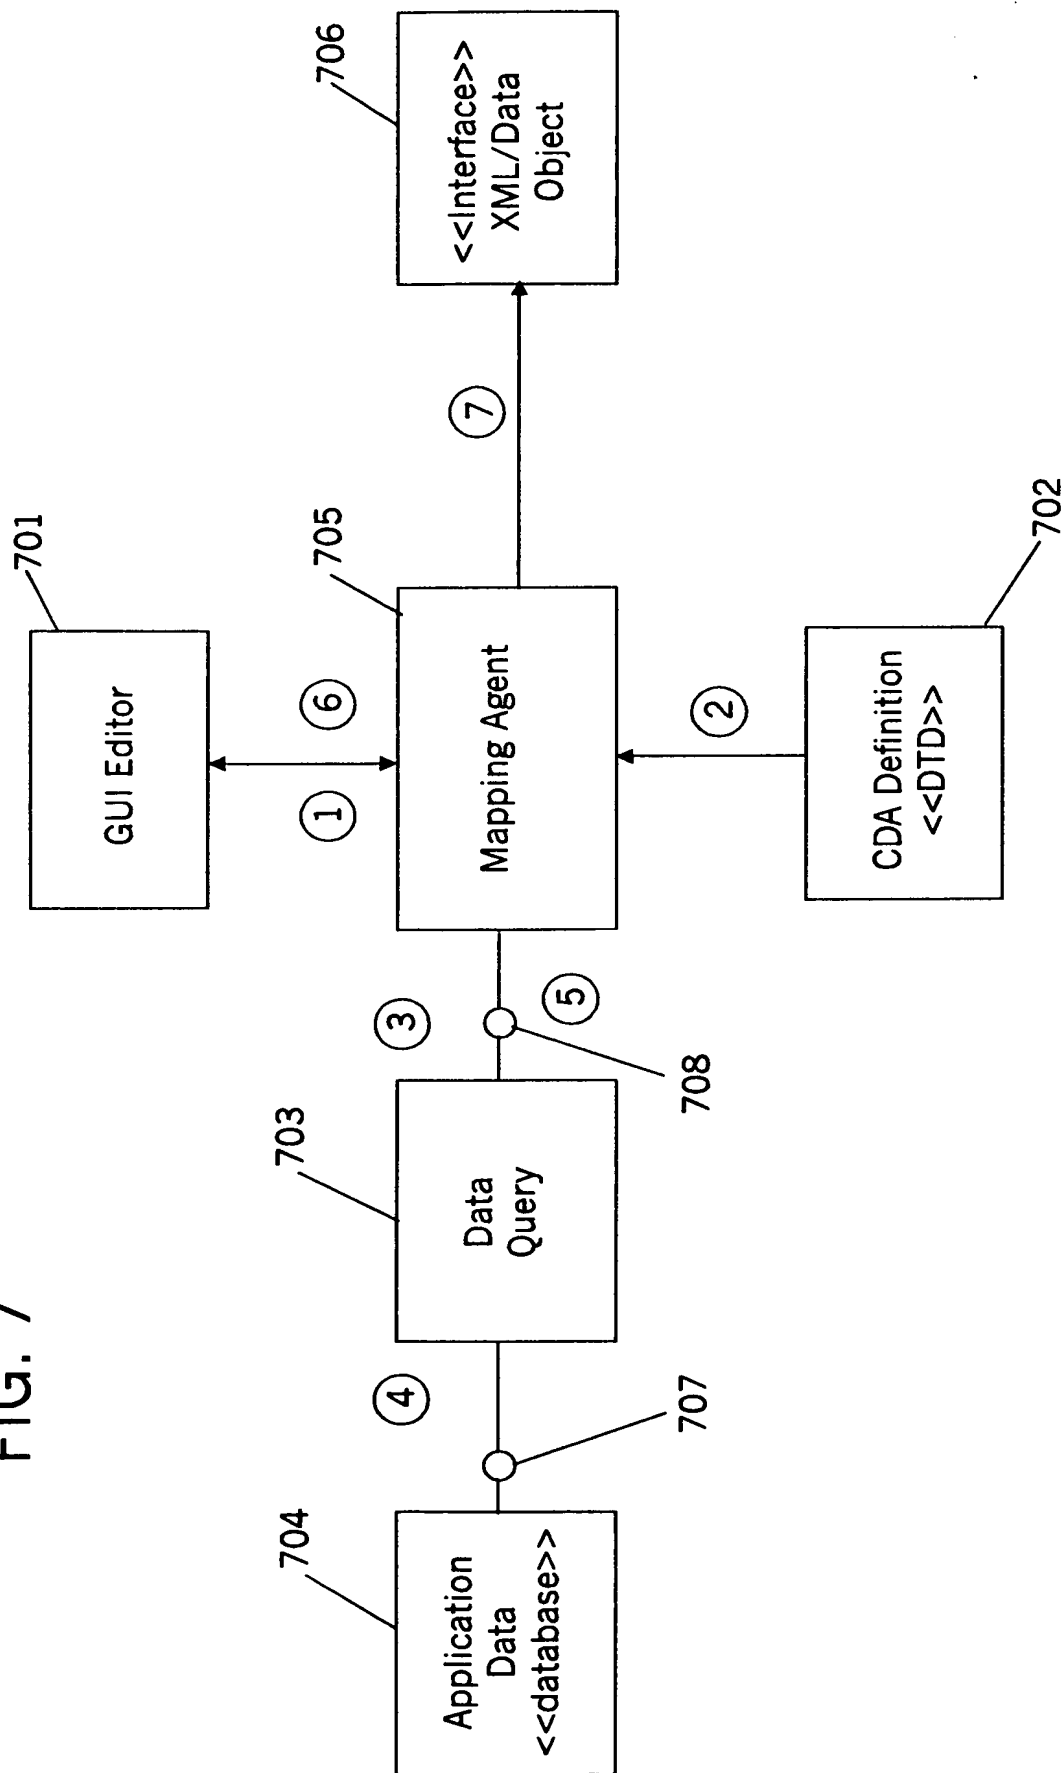 FIG. 7
701
GUI Editor
704
703
705
706
4
3
1
6
7
Application
Data
<<database>>
Data
Query
Mapping Agent
<<Interface>>
XML/Data
Object
5
707
708
2
CDA Definition
<<DTD>>
702